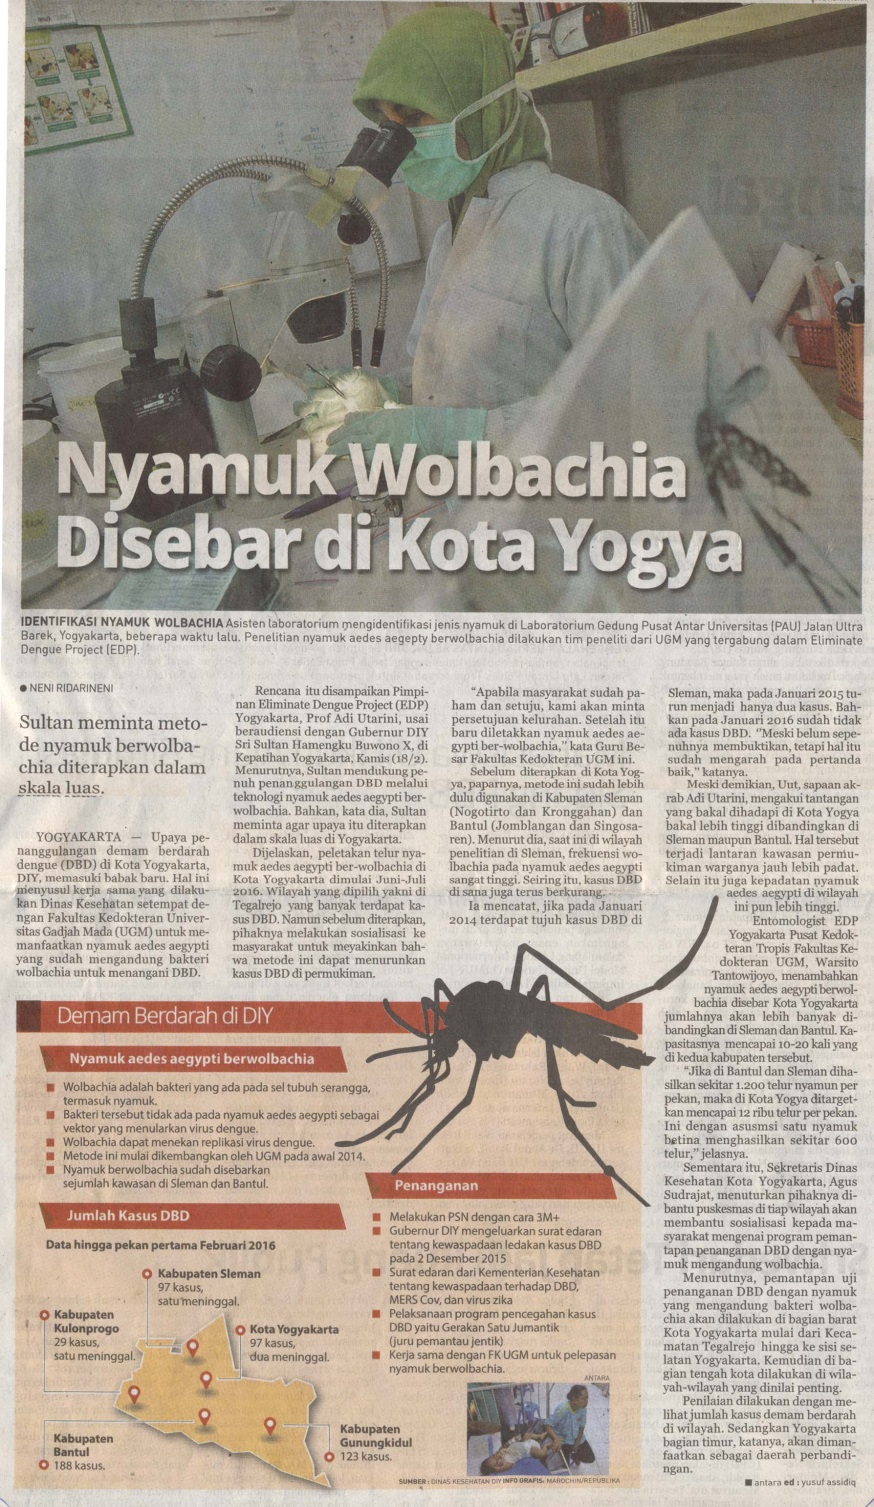 Nyamuk Wolbachia
Disebar di Kota Yogya
IDENTIFIKASI NYAMUK WOLBACHIA Asisten laboratorium mengidentifikasi jenis nyamuk di Laboratorium Gedung Pusat Antar Universitas (PAU) Jalan Ultra
Barek, Yogyakarta, beberapa waktu lalu. Penelitian nyamuk aedes aegepty berwolbachia dilakukan tim peneliti dari UGM yang tergabung dalam Eliminate
Dengue Project (EDP).
● NENI RIDARINENI
Sultan meminta meto-
de nyamuk berwolba-
chia diterapkan dalam
skala luas.
YOGYAKARTA — Upaya pe-
nanggulangan demam berdarah
dengue (DBD) di Kota Yogyakarta,
DIY, memasuki babak baru. Hal ini
menyusul kerja sama yang dilaku-
kan Dinas Kesehatan setempat de-
ngan Fakultas Kedokteran Univer-
sitas Gadjah Mada (UGM) untuk me-
manfaatkan nyamuk aedes aegypti
yang sudah mengandung bakteri
wolbachia untuk menangani DBD.
Rencana itu disampaikan Pimpi-
nan Eliminate Dengue Project (EDP)
Yogyakarta, Prof Adi Utarini, usai
beraudiensi dengan Gubernur DIY
Sri Sultan Hamengku Buwono X, di
Kepatihan Yogyakarta, Kamis (18/2).
Menurutnya, Sultan mendukung pe-
nuh penanggulangan DBD melalui
teknologi nyamuk aedes aegypti ber-
wolbachia. Bahkan, kata dia, Sultan
meminta agar upaya itu diterapkan
dalam skala luas di Yogyakarta.
Dijelaskan, peletakan telur nya-
muk aedes aegypti ber-wolbachia di
Kota Yogyakarta dimulai Juni-Juli
2016. Wilayah yang dipilih yakni di
Tegalrejo yang banyak terdapat ka-
sus DBD. Namun sebelum diterapkan,
pihaknya melakukan sosialisasi ke
masyarakat untuk meyakinkan bah-
wa metode ini dapat menurunkan
kasus DBD di permukiman.
"Apabila masyarakat sudah pa-
ham dan setuju, kami akan minta
persetujuan kelurahan. Setelah itu
baru diletakkan nyamuk aedes ae-
gypti ber-wolbachia," kata Guru Be-
sar Fakultas Kedokteran UGM ini.
Sebelum diterapkan di Kota Yog-
ya, paparnya, metode ini sudah lebih
dulu digunakan di Kabupaten Sleman
(Nogotirto dan Kronggahan) dan
Bantul (Jomblangan dan Singosa-
ren). Menurut dia, saat ini di wilayah
penelitian di Sleman, frekuensi wo-
lbachia pada nyamuk aedes aegypti
sangat tinggi. Seiring itu, kasus DBD
di sana juga terus berkurang.
Ia mencatat, jika pada Januari
2014 terdapat tujuh kasus DBD di
Sleman, maka pada Januari 2015 tu-
run menjadi hanya dua kasus. Bah-
kan pada Januari 2016 sudah tidak
ada kasus DBD. "Meski belum sepe-
nuhnya membuktikan, tetapi hal itu
sudah mengarah pada pertanda
baik," katanya.
Meski demikian, Uut, sapaan ak-
rab Adi Utarini, mengakui tantangan
yang bakal dihadapi di Kota Yogya
bakal lebih tinggi dibandingkan di
Sleman maupun Bantul. Hal tersebut
terjadi lantaran kawasan permu-
kiman warganya jauh lebih padat.
Selain itu juga kepadatan nyamuk
aedes aegypti di wilayah
ini pun lebih tinggi.
Entomologist EDP
Yogyakarta Pusat Kedok-
teran Tropis Fakultas Ke-
dokteran UGM, Warsito
Tantowijoyo, menambahkan
nyamuk aedes aegypti berwol-
bachia disebar Kota Yogyakarta
jumlahnya akan lebih banyak di-
bandingkan di Sleman dan Bantul. Ka-
pasitasnya mencapai 10-20 kali yang
di kedua kabupaten tersebut.
"Jika di Bantul dan Sleman diha-
silkan sekitar 1.200 telur nyamun per
pekan, maka di Kota Yogya ditarget-
kan mencapai 12 ribu telur per pekan.
Ini dengan asusmsi satu nyamuk
betina menghasilkan sekitar 600
telur," jelasnya.
Sementara itu, Sekretaris Dinas
Kesehatan Kota Yogyakarta, Agus
Sudrajat, menuturkan pihaknya di-
bantu puskesmas di tiap wilayah akan
membantu sosialisasi kepada ma-
syarakat mengenai program peman-
tapan penanganan DBD dengan nya-
muk mengandung wolbachia.
Menurutnya, pemantapan uji
penanganan DBD dengan nyamuk
yang mengandung bakteri wolba-
chia akan dilakukan di bagian barat
Kota Yogyakarta mulai dari Keca-
matan Tegalrejo hingga ke sisi se-
latan Yogyakarta. Kemudian di ba-
gian tengah kota dilakukan di wila-
yah-wilayah yang dinilai penting.
Penilaian dilakukan dengan me-
lihat jumlah kasus demam berdarah
di wilayah. Sedangkan Yogyakarta
bagian timur, katanya, akan diman-
faatkan sebagai daerah perbandi-
ngan.
■ antara ed : yusuf assidiq
Demam Berdarah di DIY
Nyamuk aedes aegypti berwolbachia
■ Wolbachia adalah bakteri yang ada pada sel tubuh serangga,
termasuk nyamuk.
■ Bakteri tersebut tidak ada pada nyamuk aedes aegypti sebagai
vektor yang menularkan virus dengue.
■ Wolbachia dapat menekan replikasi virus dengue.
■ Metode ini mulai dikembangkan oleh UGM pada awal 2014.
■ Nyamuk berwolbachia sudah disebarkan
sejumlah kawasan di Sleman dan Bantul.
Jumlah Kasus DBD
Data hingga pekan pertama Februari 2016
Kabupaten Sleman
97 kasus,
satu meninggal.
Kabupaten
Kulonprogo
29 kasus,
satu meninggal.
Kota Yogyakarta
97 kasus,
dua meninggal.
Kabupaten
Bantul
188 kasus.
Kabupaten
Gunungkidul
123 kasus.
Penanganan
■ Melakukan PSN dengan cara 3M+
■ Gubernur DIY mengeluarkan surat edaran
tentang kewaspadaan ledakan kasus DBD
pada 2 Desember 2015
■ Surat edaran dari Kementerian Kesehatan
tentang kewaspadaan terhadap DBD,
MERS Cov, dan virus zika
■ Pelaksanaan program pencegahan kasus
DBD yaitu Gerakan Satu Jumantik
(juru pemantau jentik)
■ Kerja sama dengan FK UGM untuk pelepasan
nyamuk berwolbachia.
ANTARA
SUMBER : DINAS KESEHATAN DIY INFO GRAFIS: MAROCHIN/REPUBLIKA